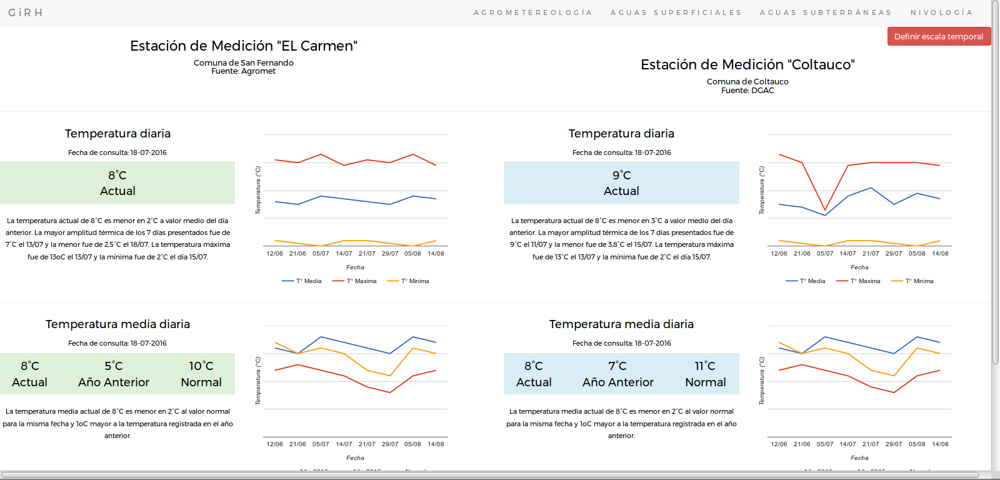 GiRH
AGROMETEREOLOGÍA
AGUAS SUPERFICIALES
AGUAS SUBTERRÁNEAS
NIVOLOGÍA
Definir escala temporal
Estación de Medición "EL Carmen"
Comuna de San Fernando
Fuente: Agromet
Estación de Medición "Coltauco"
Comuna de Coltauco
Fuente: DGAC
Temperatura diaria
Fecha de consulta: 18-07-2016
8°C
Actual
La temperatura actual de 8°C es menor en 2°C a valor medio del día
anterior. La mayor amplitud térmica de los 7 días presentados fue de
7°C el 13/07 y la menor fue de 2,5°C el 18/07. La temperatura máxima
fue de 13oC el 13/07 y la mínima fue de 2°C el día 15/07.
Temperatura (°C)
12/06 21/06 05/07 14/07 21/07 29/07 05/08 14/08
Fecha
T° Media T° Maxima T° Minima
Temperatura diaria
Fecha de consulta: 18-07-2016
9°C
Actual
La temperatura actual de 8°C es menor en 3°C a valor medio del día
anterior. La mayor amplitud térmica de los 7 días presentados fue de
9°C el 11/07 y la menor fue de 3,8°C el 15/07. La temperatura máxima
fue de 13°C el 13/07 y la mínima fue de 2°C el día 15/07.
Temperatura (°C)
12/06 21/06 05/07 14/07 21/07 29/07 05/08 14/08
Fecha
T° Media T° Maxima T° Minima
Temperatura media diaria
Fecha de consulta: 18-07-2016
8°C 5°C 10°C
Actual Año Anterior Normal
La temperatura media actual de 8°C es menor en 2°C al valor normal
para la misma fecha y 1oC mayor a la temperatura registrada en el año
anterior.
Temperatura (°C)
12/06 21/06 05/07 14/07 21/07 29/07 05/08 14/08
Fecha
Temperatura media diaria
Fecha de consulta: 18-07-2016
8°C 7°C 11°C
Actual Año Anterior Normal
La temperatura media actual de 8°C es menor en 2°C al valor normal
para la misma fecha y 1oC mayor a la temperatura registrada en el año
anterior.
Temperatura (°C)
12/06 21/06 05/07 14/07 21/07 29/07 05/08 14/08
Fecha